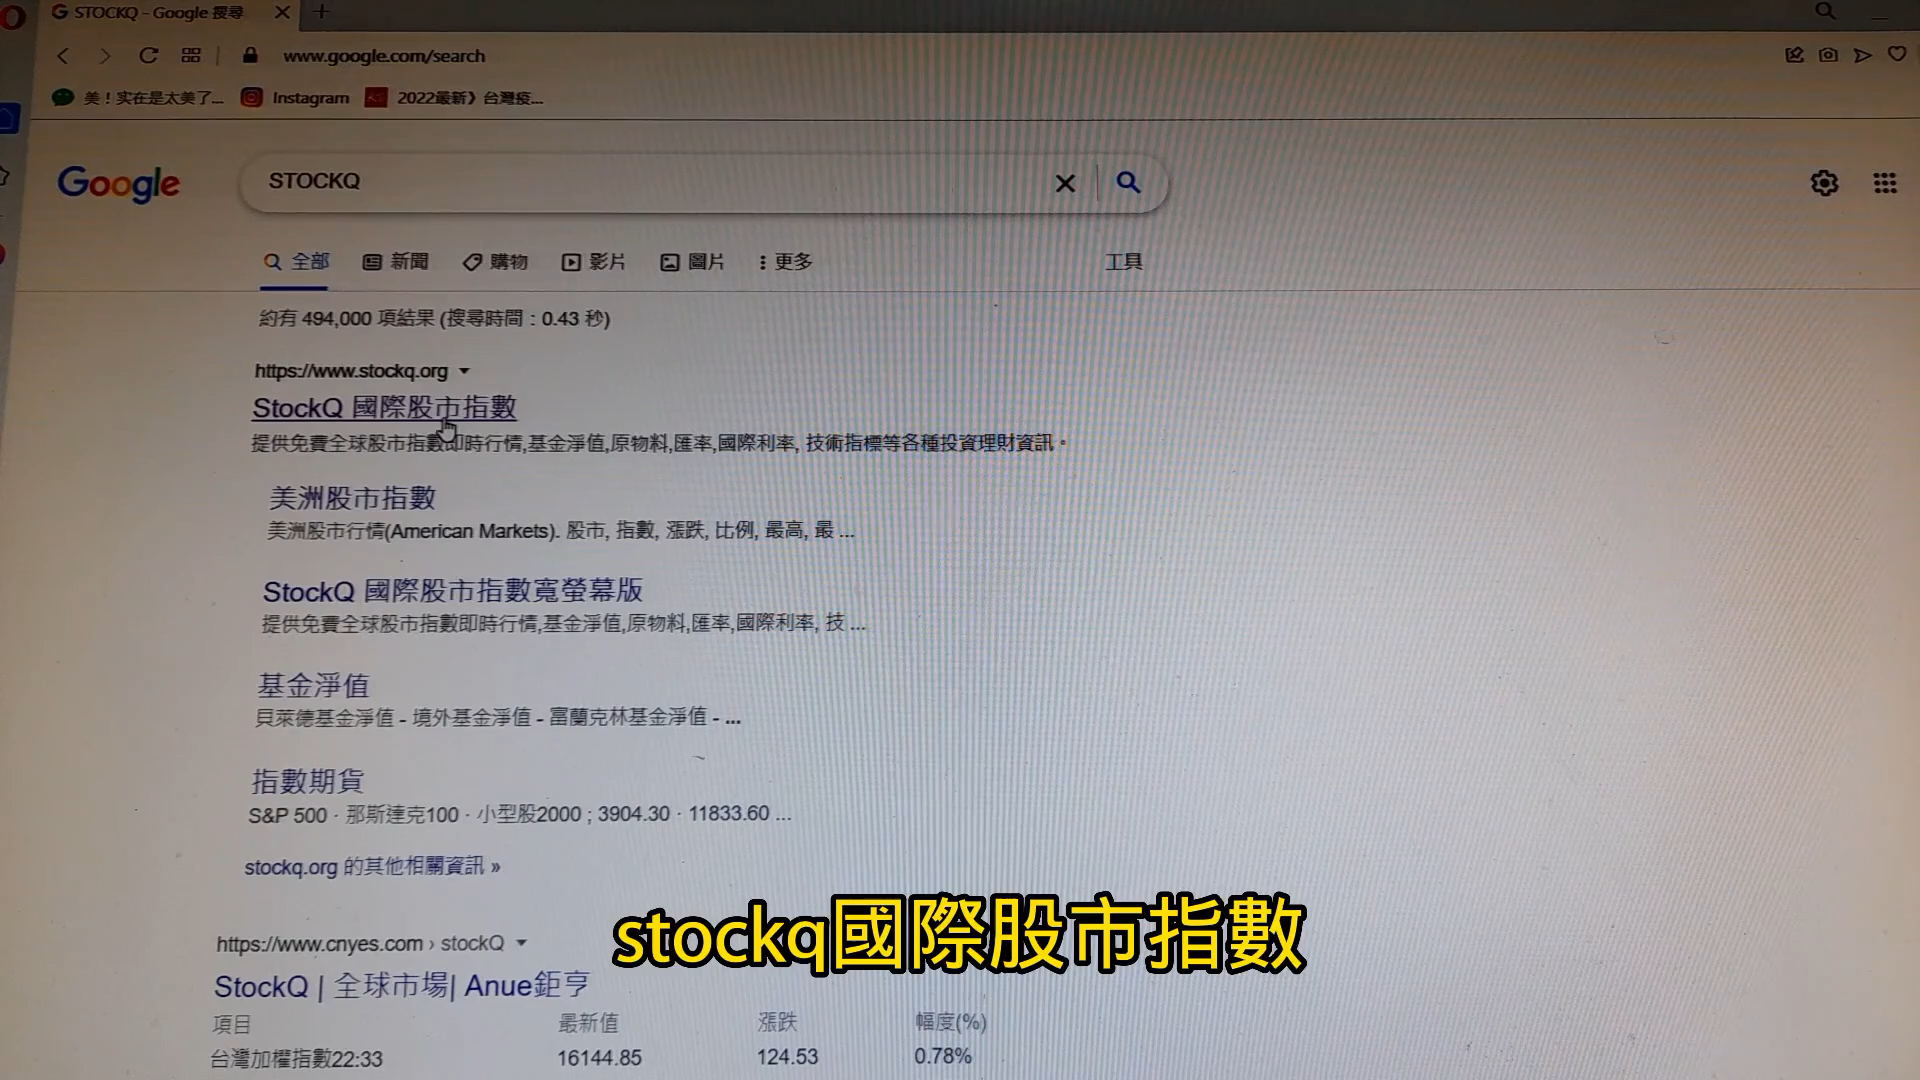 STOCKQ - Google 搜尋
www.google.com/search
美！实在是太美了... Instagram 2022最新》台灣疫...
Google STOCKQ
全部 新聞 購物 影片 圖片 更多 工具
約有 494,000 項結果 (搜尋時間：0.43 秒)
https://www.stockq.org
StockQ 國際股市指數
提供免費全球股市指數即時行情,基金淨值,原物料,匯率,國際利率, 技術指標等各種投資理財資訊。
美洲股市指數
美洲股市行情(American Markets). 股市, 指數, 漲跌, 比例, 最高, 最 ...
StockQ 國際股市指數寬螢幕版
提供免費全球股市指數即時行情,基金淨值,原物料,匯率,國際利率, 技 ...
基金淨值
貝萊德基金淨值 - 境外基金淨值 - 富蘭克林基金淨值 - ...
指數期貨
S&P 500 · 那斯達克100 · 小型股2000 ; 3904.30 · 11833.60 ...
stockq.org 的其他相關資訊 »
stockq國際股市指數
https://www.cnyes.com › stockQ
StockQ | 全球市場| Anue鉅亨
項目 最新值 漲跌 幅度(%)
台灣加權指數22:33 16144.85 124.53 0.78%